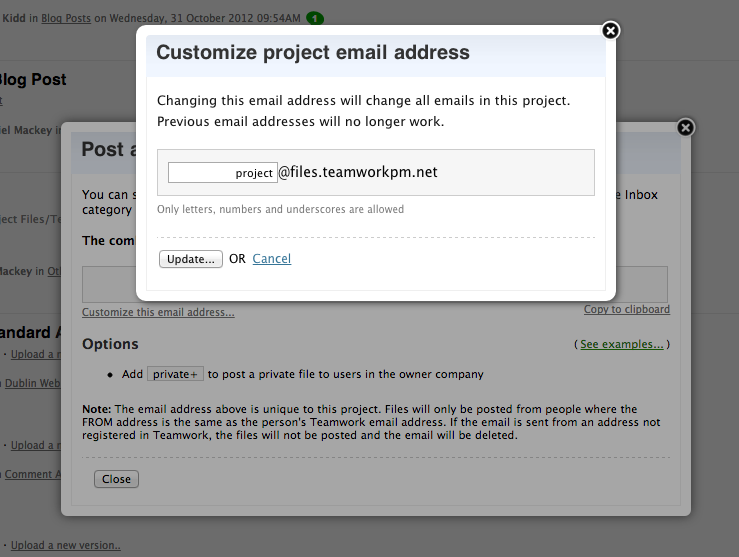 Kidd in Blog Posts on Wednesday, 31 October 2012 09:54AM 1
Customize project email address
Blog Post
Changing this email address will change all emails in this project.
Previous email addresses will no longer work.
Mackey in
Post a
project @files.teamworkpm.net
You can s
e Inbox
category
Only letters, numbers and underscores are allowed
ject Files/Te
The com
Update... OR Cancel
Mackey in Ot
Customize this email address...
Copy to clipboard
andard A
Options
( See examples... )
· Upload a n
• Add private+ to post a private file to users in the owner company
Dublin Web
Note: The email address above is unique to this project. Files will only be posted from people where the
FROM address is the same as the person's Teamwork email address. If the email is sent from an address not
registered in Teamwork, the files will not be posted and the email will be deleted.
· Upload a n
Comment A
Close
· Upload a new version..